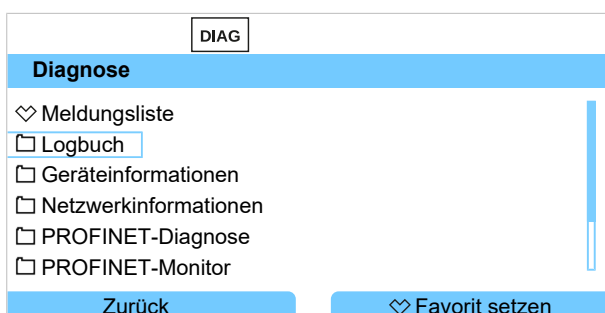 DIAG
Diagnose
Meldungsliste
Logbuch
Geräteinformationen
Netzwerkinformationen
PROFINET-Diagnose
PROFINET-Monitor
Zurück Favorit setzen